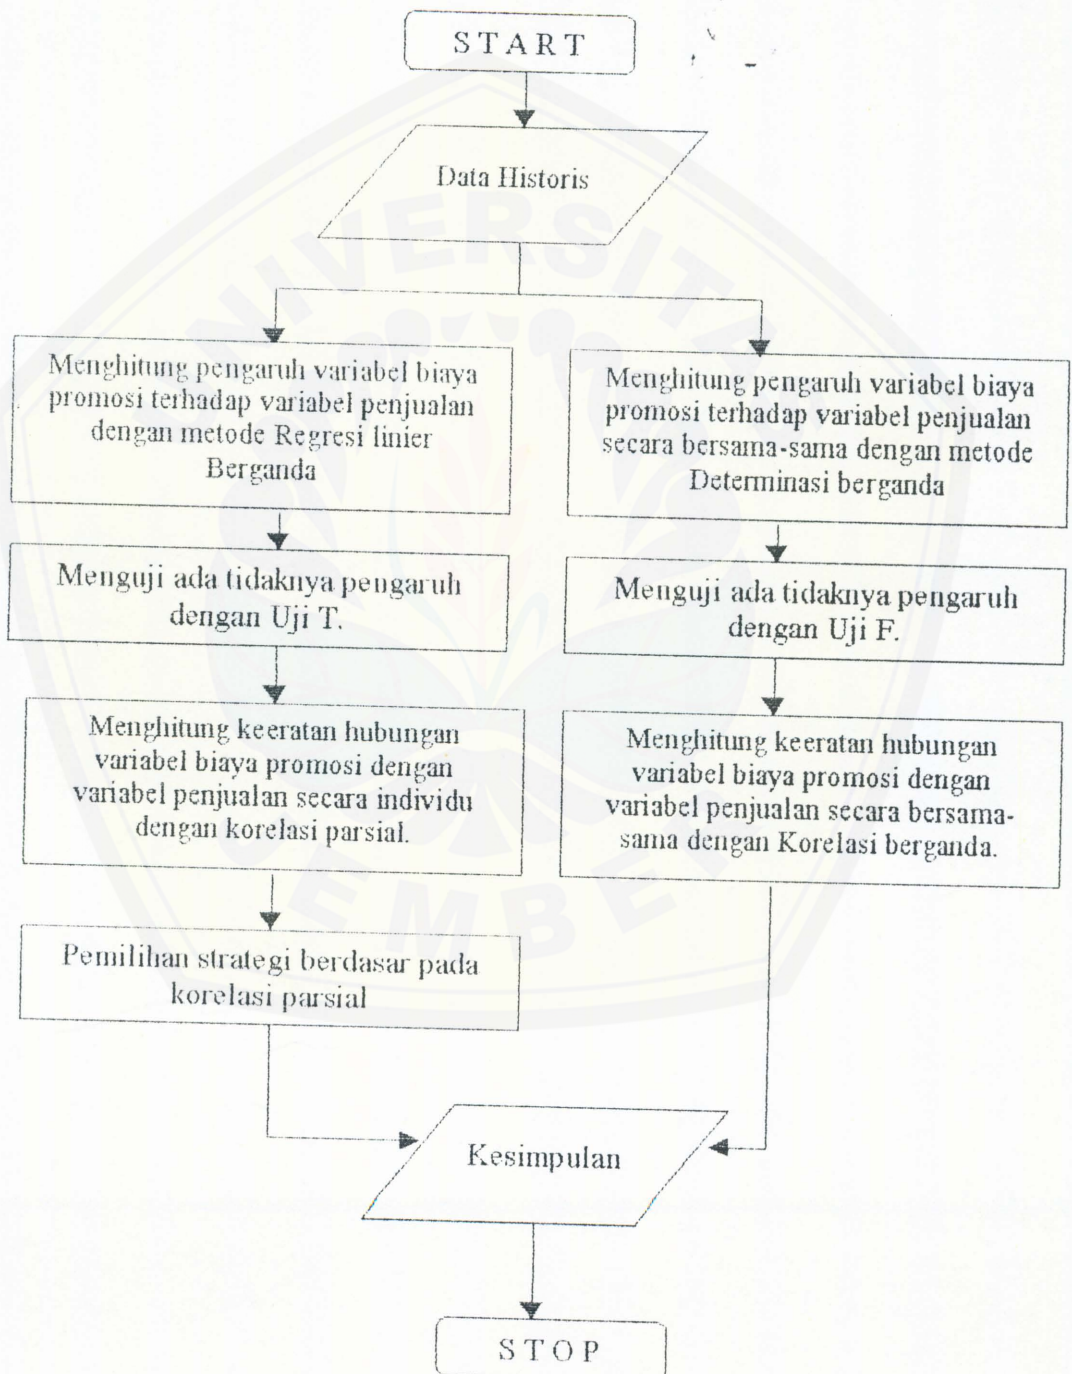 START
Data Historis
Menghitung pengaruh variabel biaya
promosi terhadap variabel penjualan
dengan metode Regresi linier
Berganda
Menguji ada tidaknya pengaruh
dengan Uji T.
Menghitung keeratan hubungan
variabel biaya promosi dengan
variabel penjualan secara individu
dengan korelasi parsial.
Pemilihan strategi berdasar pada
korelasi parsial
Menghitung pengaruh variabel biaya
promosi terhadap variabel penjualan
secara bersama-sama dengan metode
Determinasi berganda
Menguji ada tidaknya pengaruh
dengan Uji F.
Menghitung keeratan hubungan
variabel biaya promosi dengan
variabel penjualan secara bersama-
sama dengan Korelasi berganda.
Kesimpulan
STOP
UNIVERSITAS
JEMBER